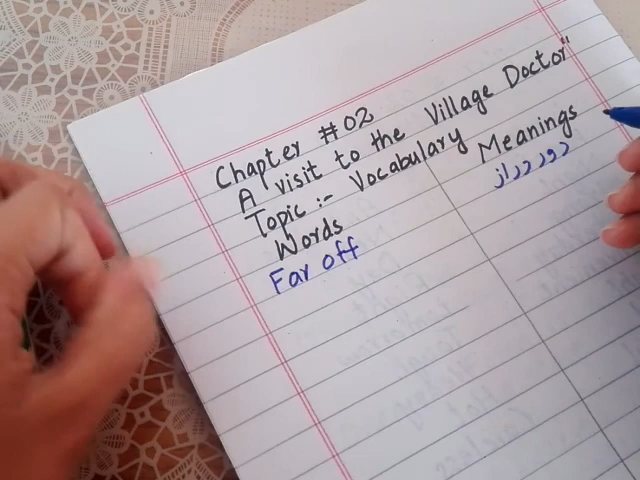 Chapter #02
A visit to the Village Doctor"
Topic :- Vocabulary
Words Meanings
Far off دور دراز